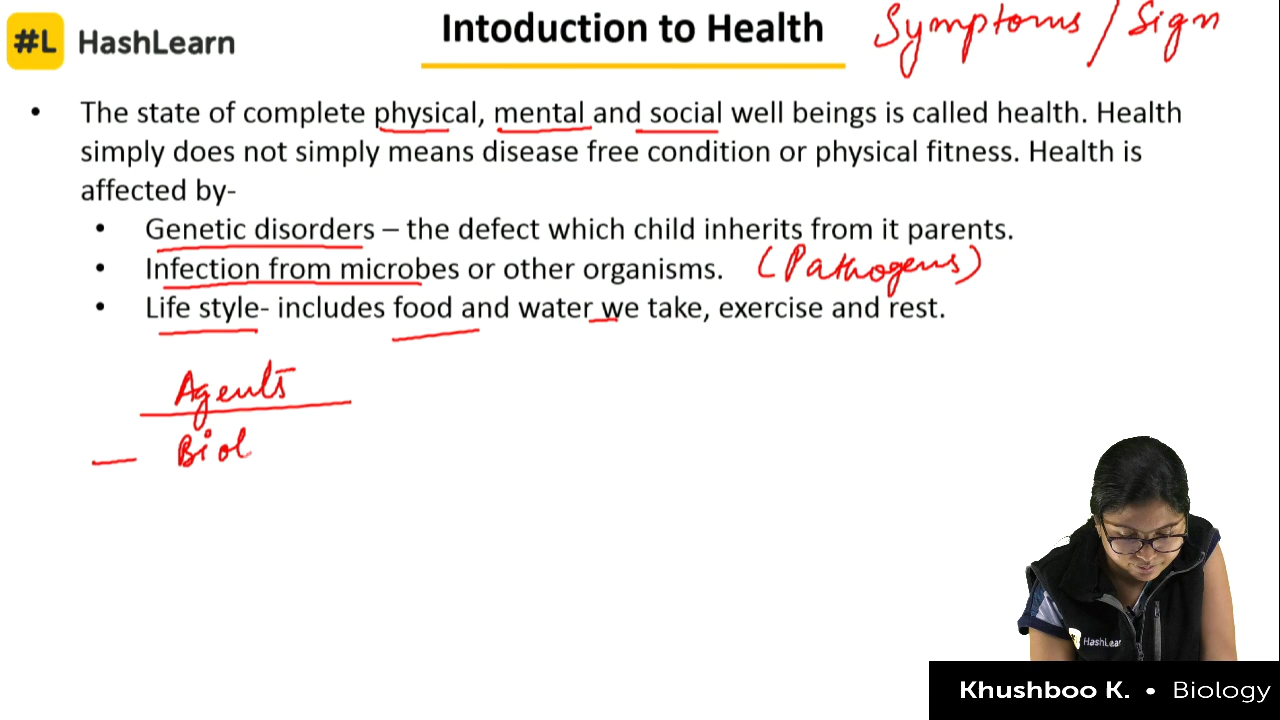 #L HashLearn
Intoduction to Health
Symptoms / Sign
• The state of complete physical, mental and social well beings is called health. Health
simply does not simply means disease free condition or physical fitness. Health is
affected by-
• Genetic disorders – the defect which child inherits from it parents.
• Infection from microbes or other organisms. (Pathogens)
• Life style- includes food and water we take, exercise and rest.
Agents
— Biol
HashLear
Khushboo K. • Biology